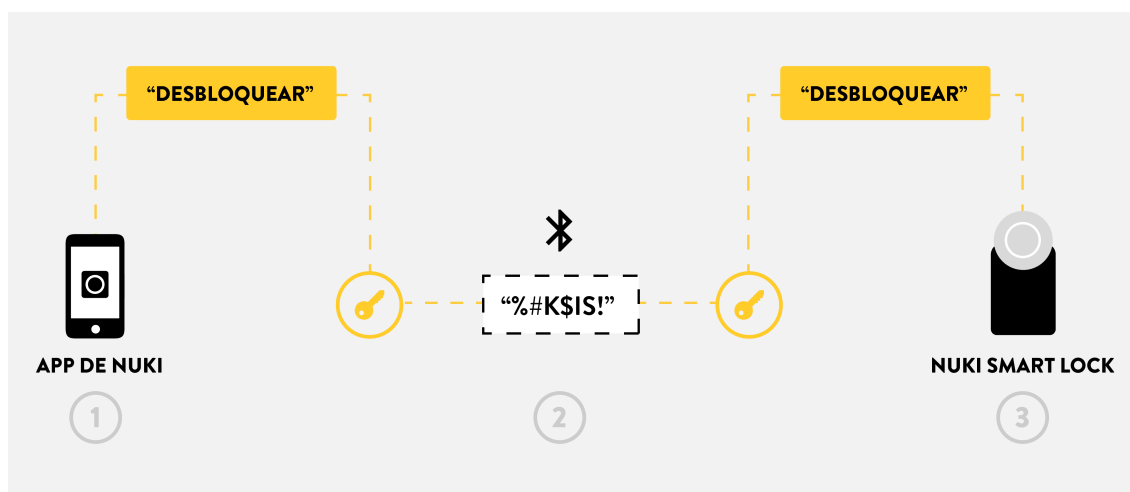 “DESBLOQUEAR”
“DESBLOQUEAR”
“%#K$IS!”
APP DE NUKI
NUKI SMART LOCK
1
2
3